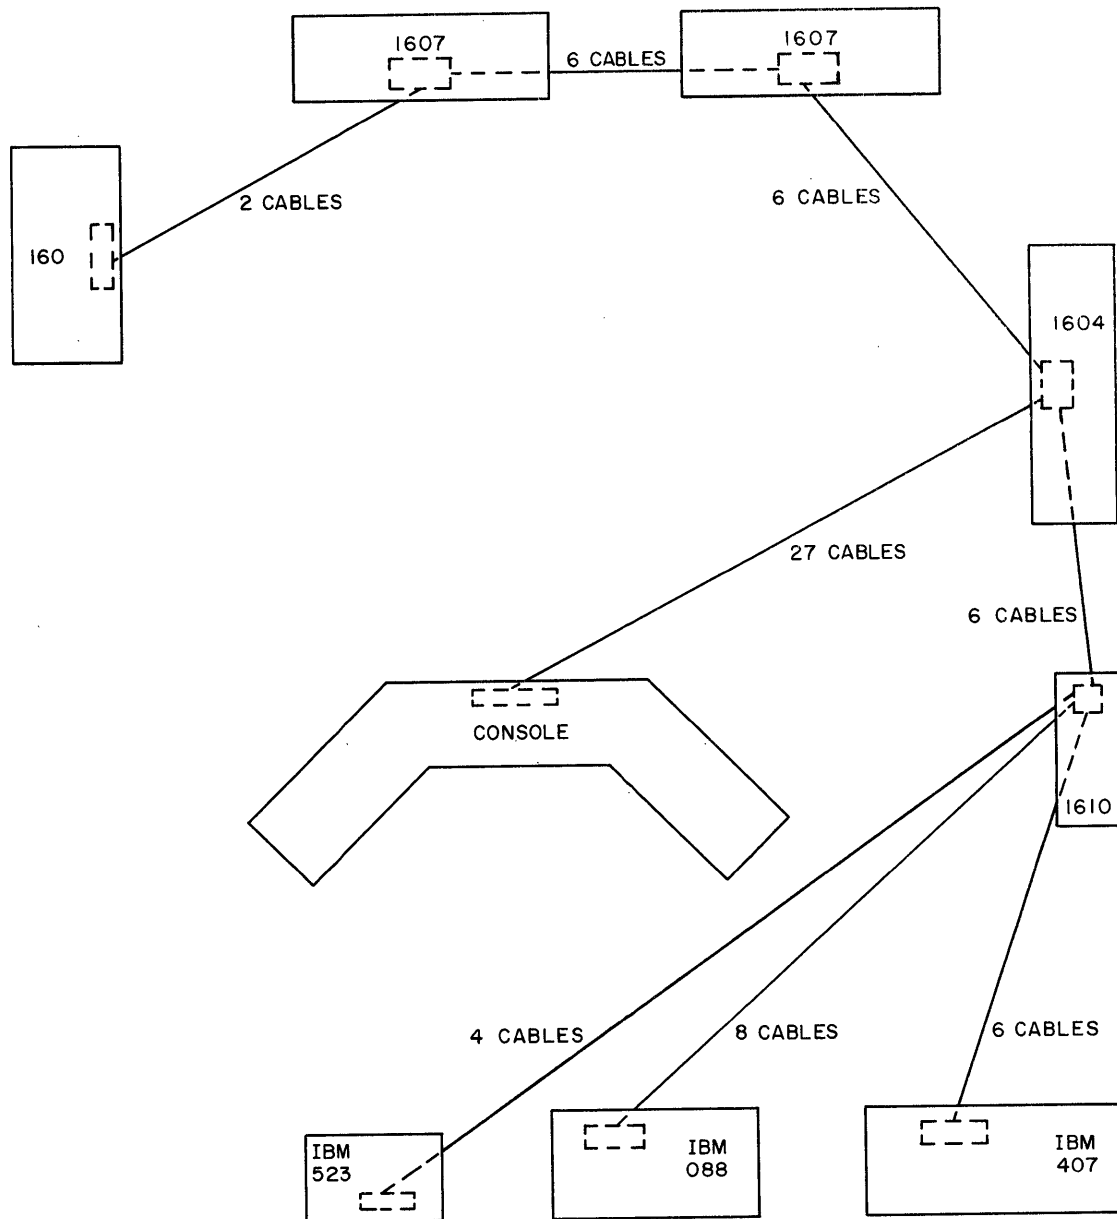 1607
6 CABLES
1607
2 CABLES
6 CABLES
160
1604
27 CABLES
6 CABLES
CONSOLE
1610
4 CABLES
8 CABLES
6 CABLES
IBM
523
IBM
088
IBM
407